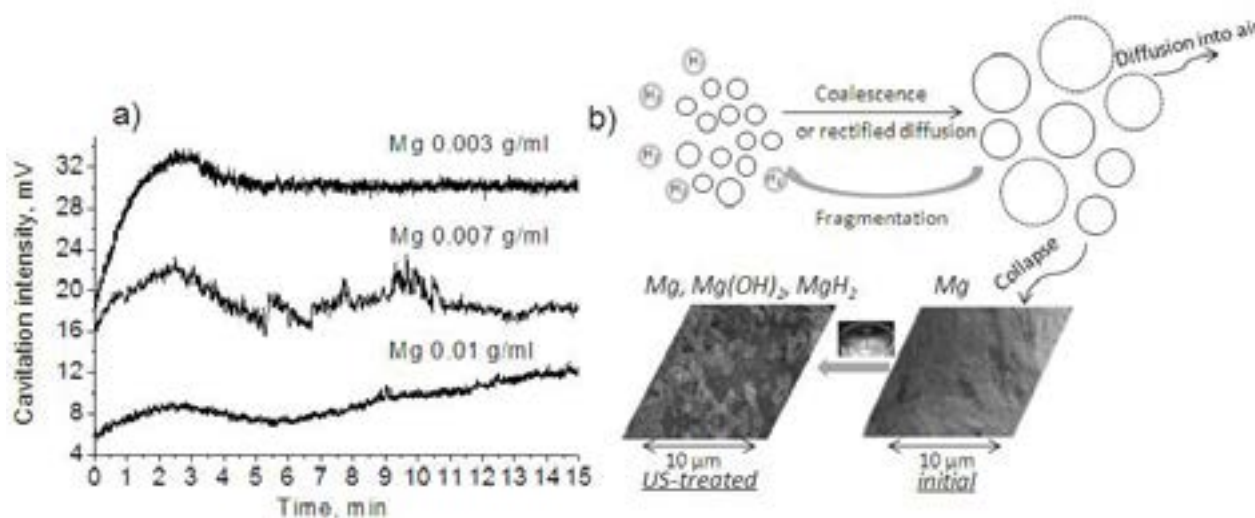 a)
Mg 0.003 g/ml
Mg 0.007 g/ml
Mg 0.01 g/ml
Cavitation intensity, mV
32
28
24
20
16
12
8
4
0 1 2 3 4 5 6 7 8 9 10 11 12 13 14 15
Time, min
b)
Coalescence
or rectified diffusion
Fragmentation
Diffusion into air
Collapse
Mg, Mg(OH)₂, MgH₂
Mg
10 µm
US-treated
10 µm
initial